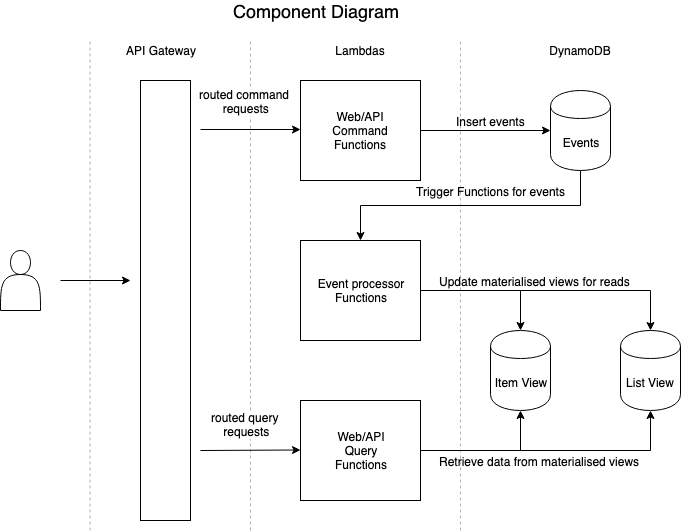 Component Diagram
API Gateway
Lambdas
DynamoDB
routed command
requests
Web/API
Command
Functions
Insert events
Events
Trigger Functions for events
Event processor
Functions
Update materialised views for reads
Item View
List View
routed query
requests
Web/API
Query
Functions
Retrieve data from materialised views